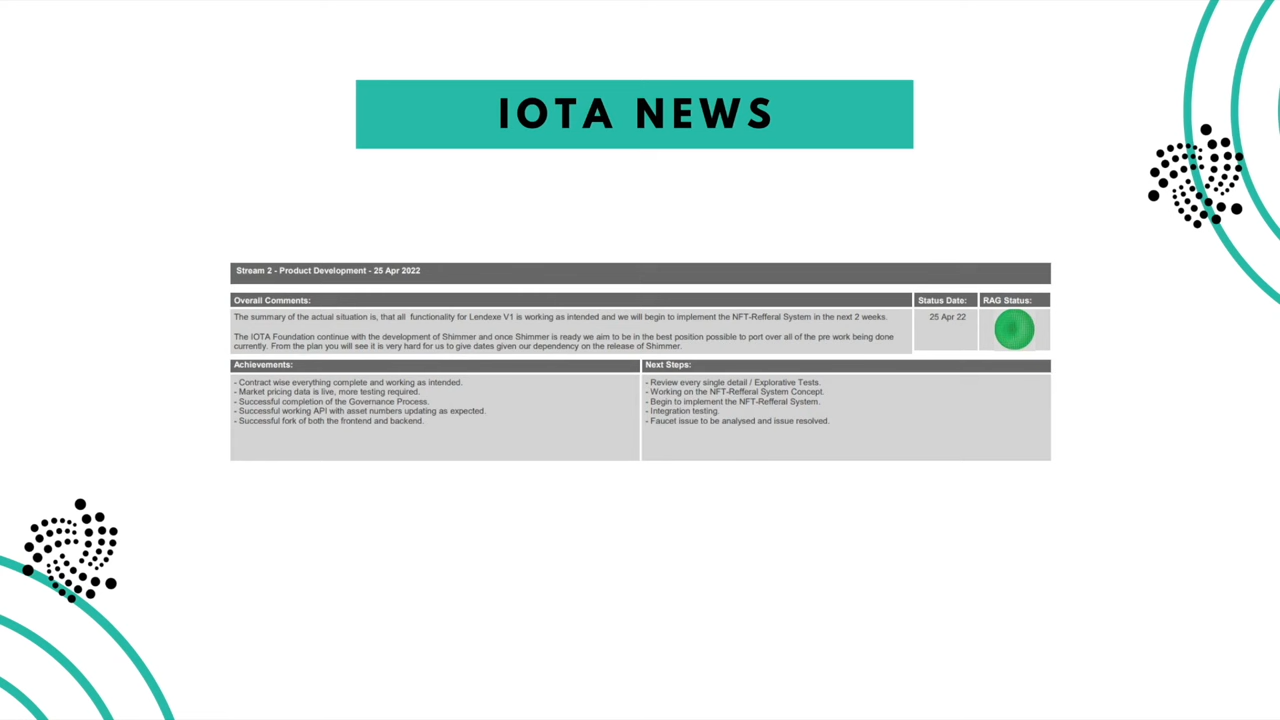 IOTA NEWS
Stream 2 - Product Development - 25 Apr 2022
Overall Comments:
Status Date:
RAG Status:
The summary of the actual situation is, that all functionality for Lendexe V1 is working as intended and we will begin to implement the NFT-Refferal System in the next 2 weeks.
25 Apr 22
The IOTA Foundation continue with the development of Shimmer and once Shimmer is ready we aim to be in the best position possible to port over all of the pre work being done
currently. From the plan you will see it is very hard for us to give dates given our dependency on the release of Shimmer.
Achievements:
- Contract wise everything complete and working as intended.
- Market pricing data is live, more testing required.
- Successful completion of the Governance Process.
- Successful working API with asset numbers updating as expected.
- Successful fork of both the frontend and backend.
Next Steps:
- Review every single detail / Explorative Tests.
- Working on the NFT-Refferal System Concept.
- Begin to implement the NFT-Refferal System.
- Integration testing.
- Faucet issue to be analysed and issue resolved.